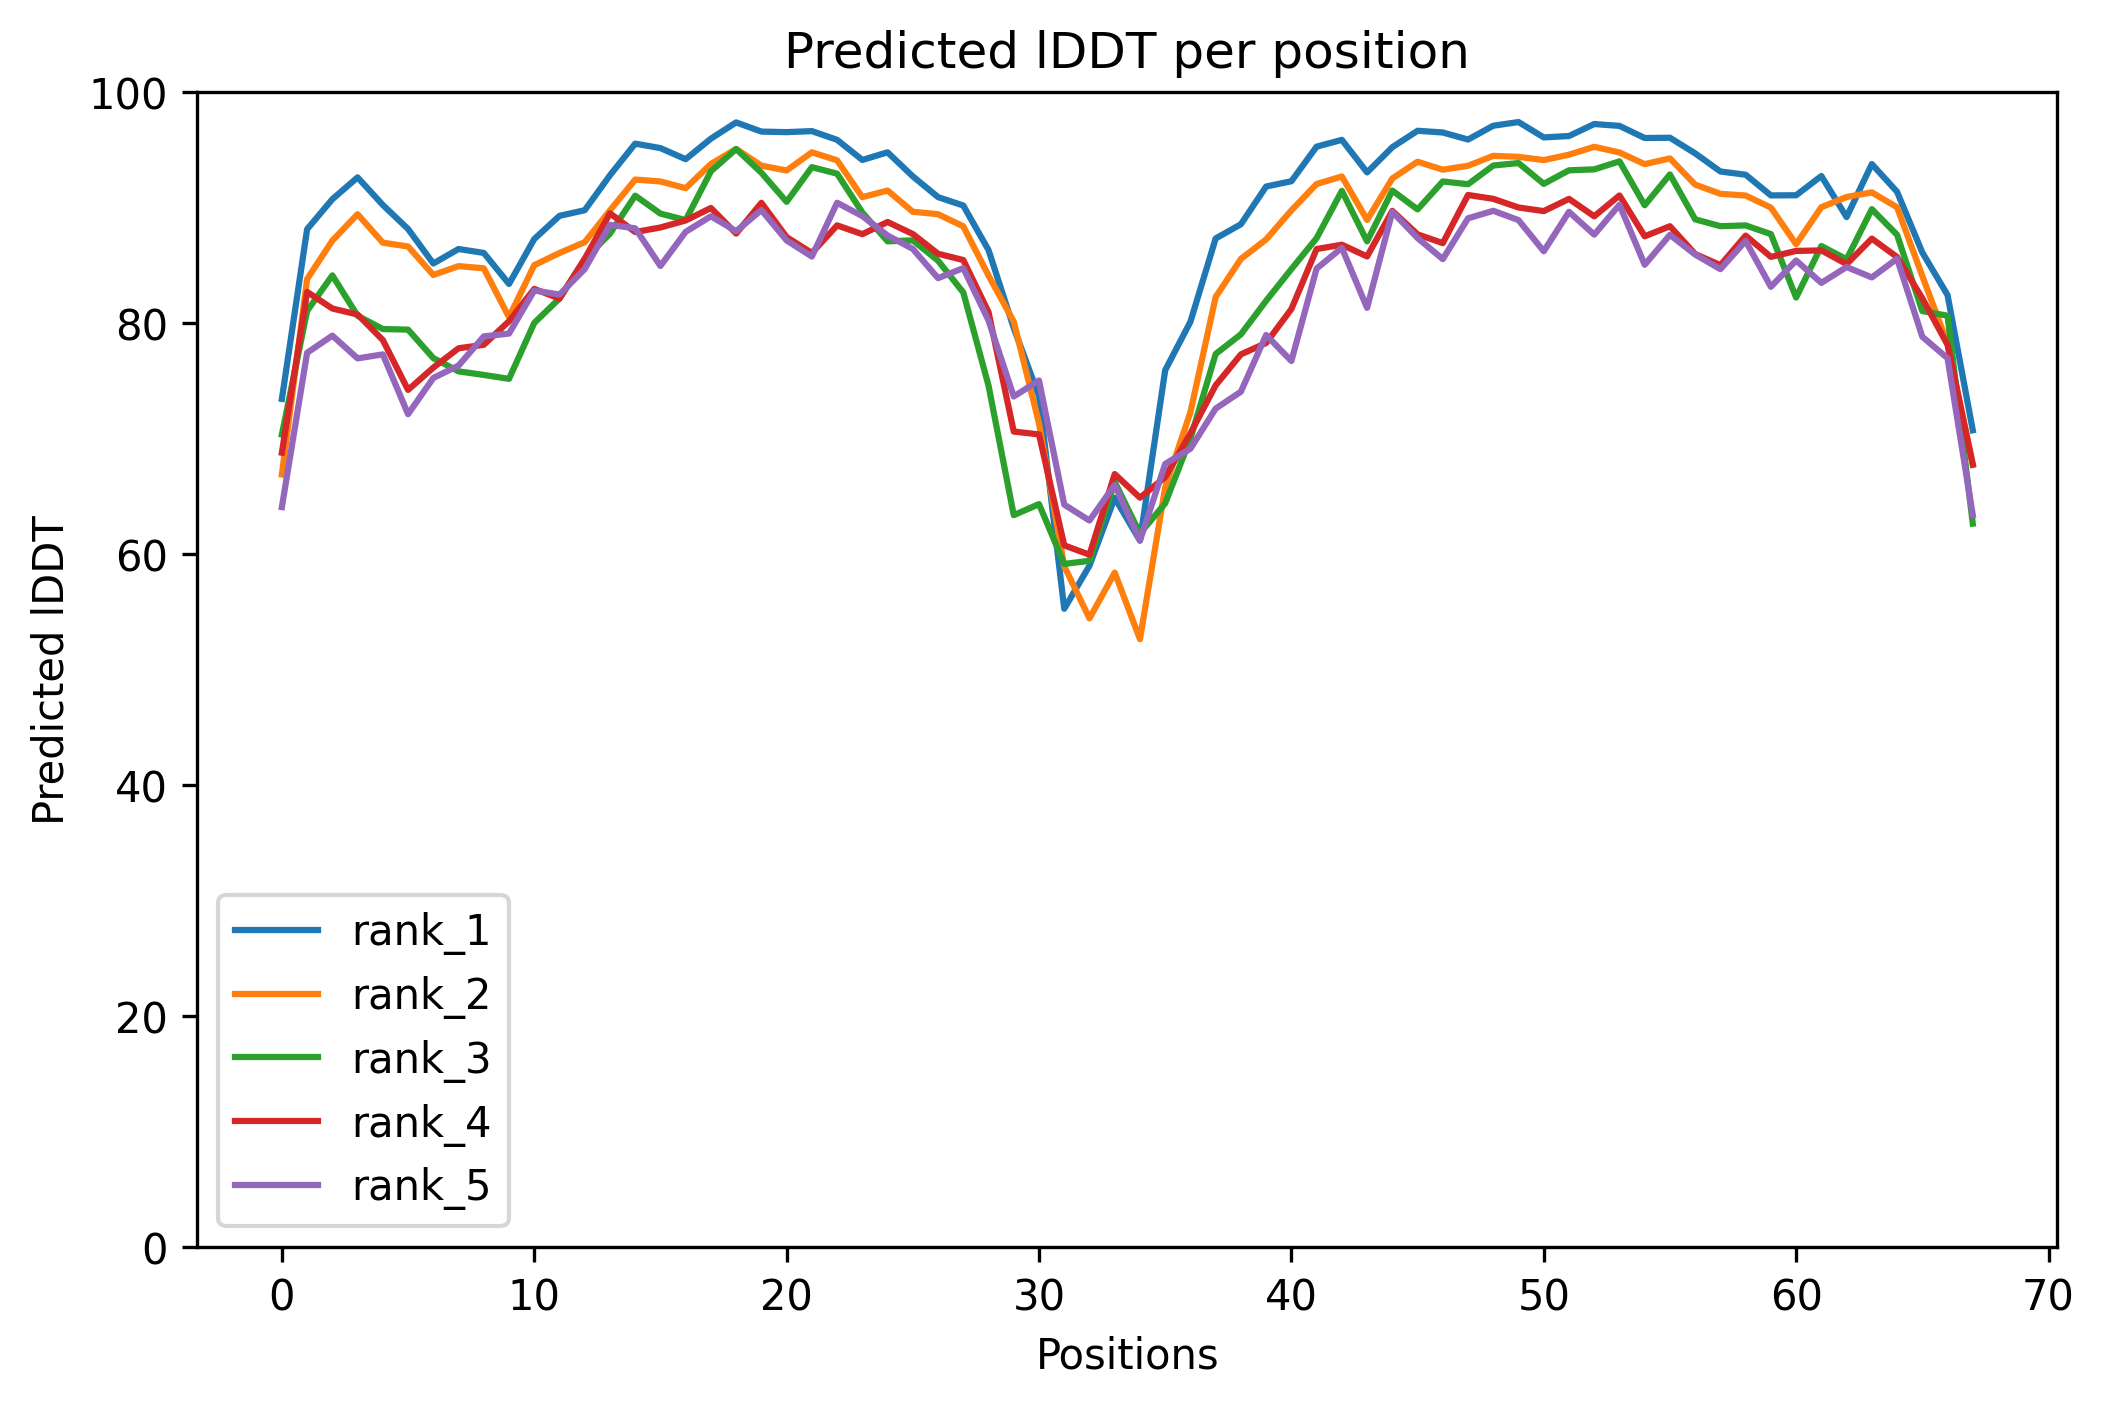 Predicted lDDT per position
Predicted lDDT
100
80
60
40
20
0
rank_1
rank_2
rank_3
rank_4
rank_5
0 10 20 30 40 50 60 70
Positions